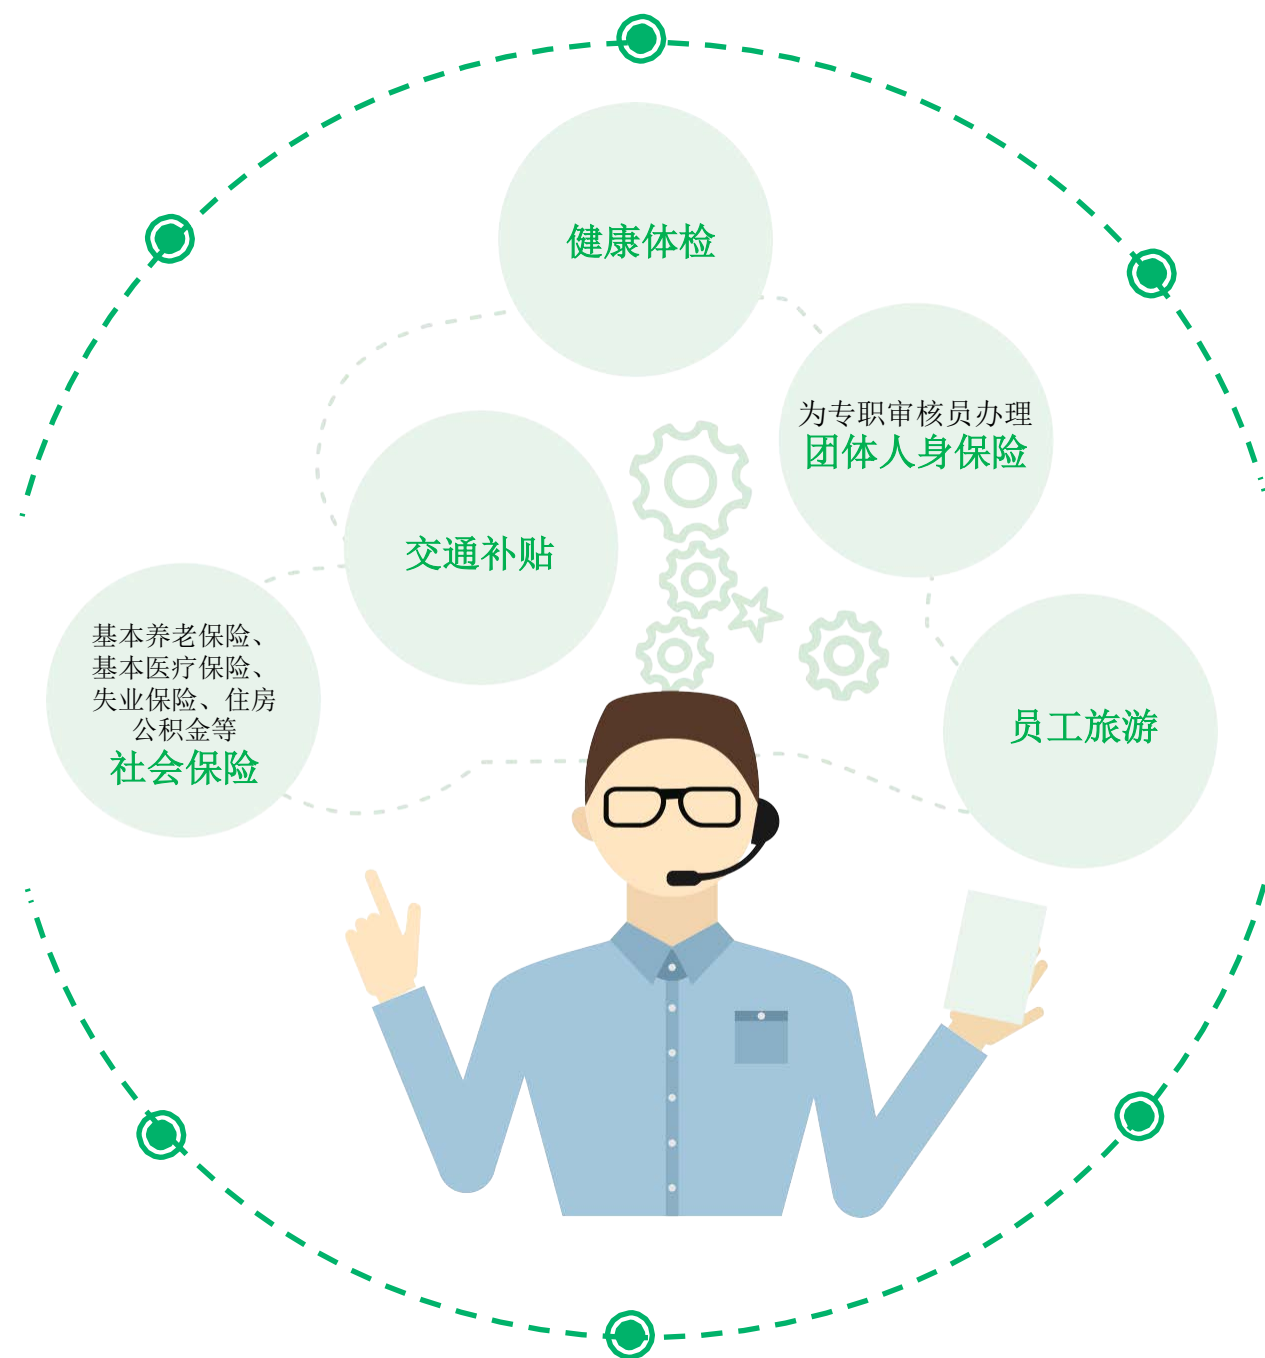 健康体检
为专职审核员办理
团体人身保险
交通补贴
基本养老保险、
基本医疗保险、
失业保险、住房
公积金等
社会保险
员工旅游